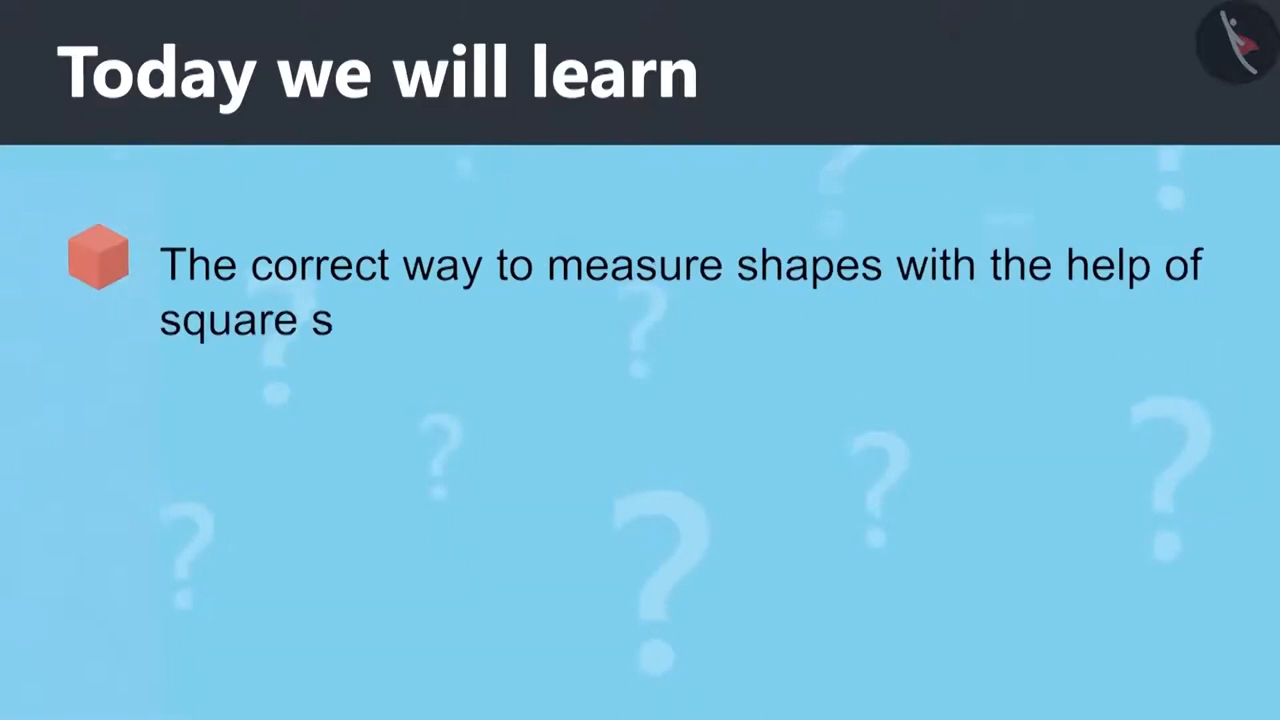 Today we will learn
The correct way to measure shapes with the help of
square s